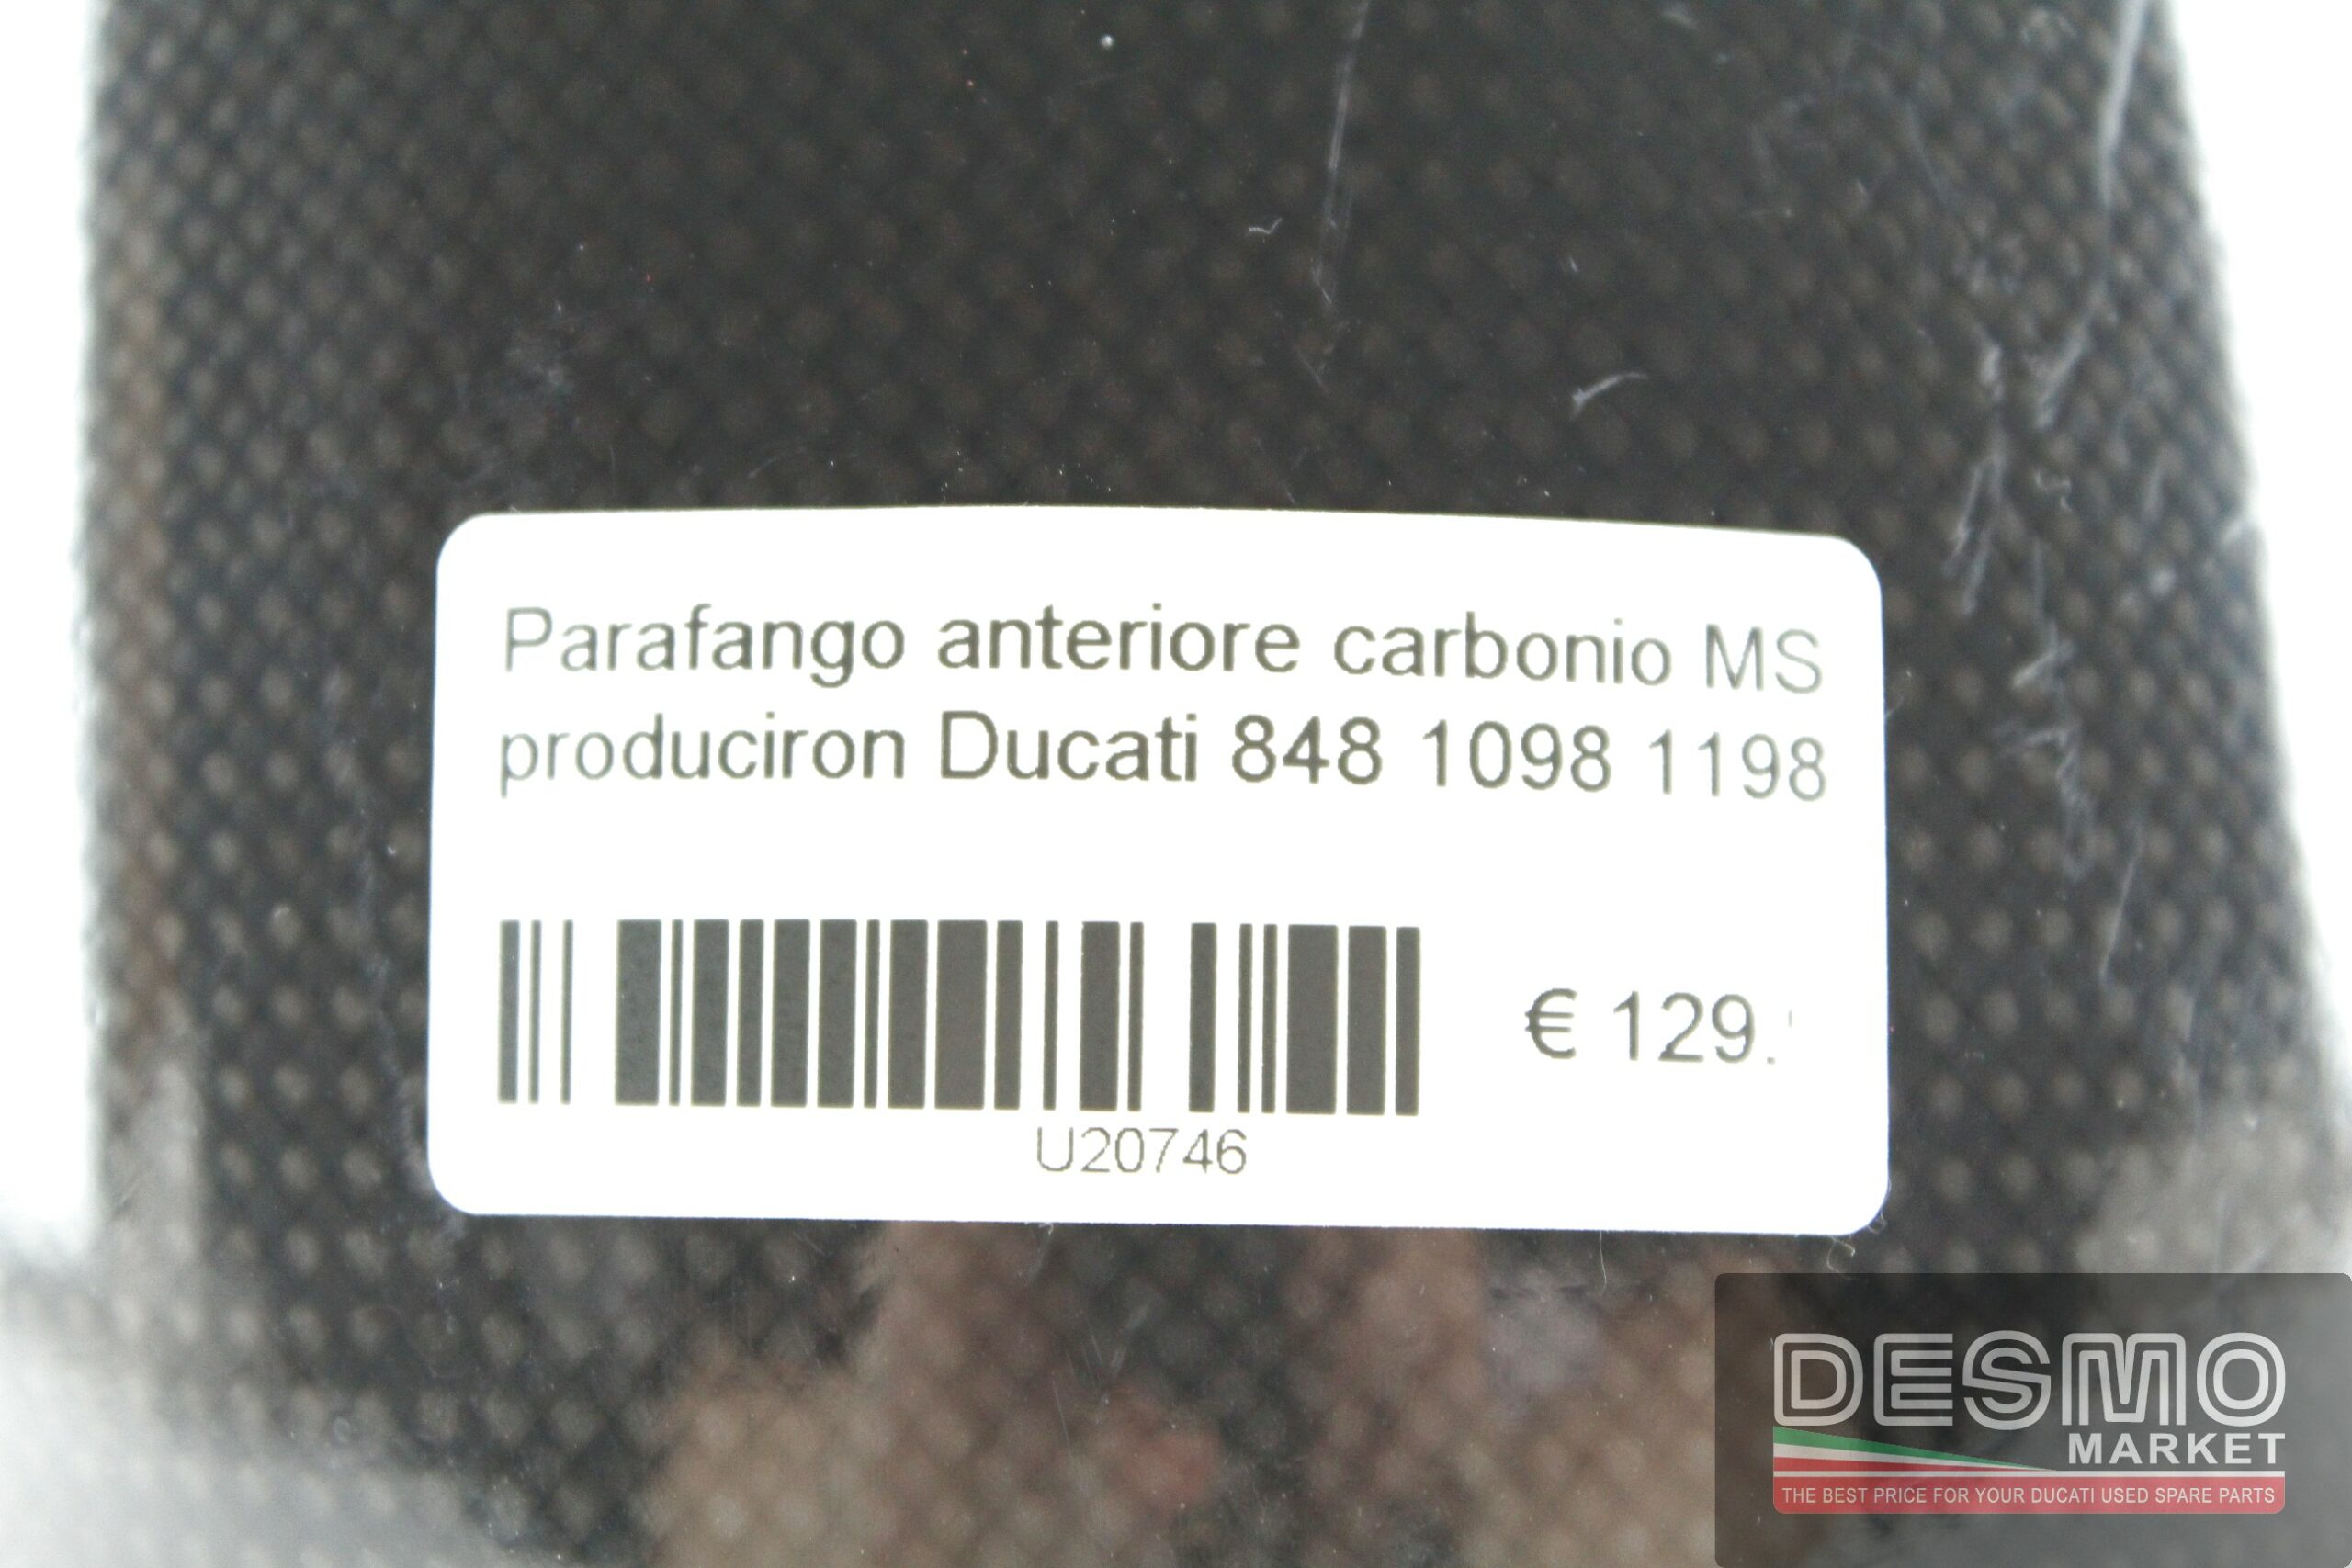 Parafango anteriore carbonio MS
produciron Ducati 848 1098 1198
€ 129.
U20746
DESMO
MARKET
THE BEST PRICE FOR YOUR DUCATI USED SPARE PARTS